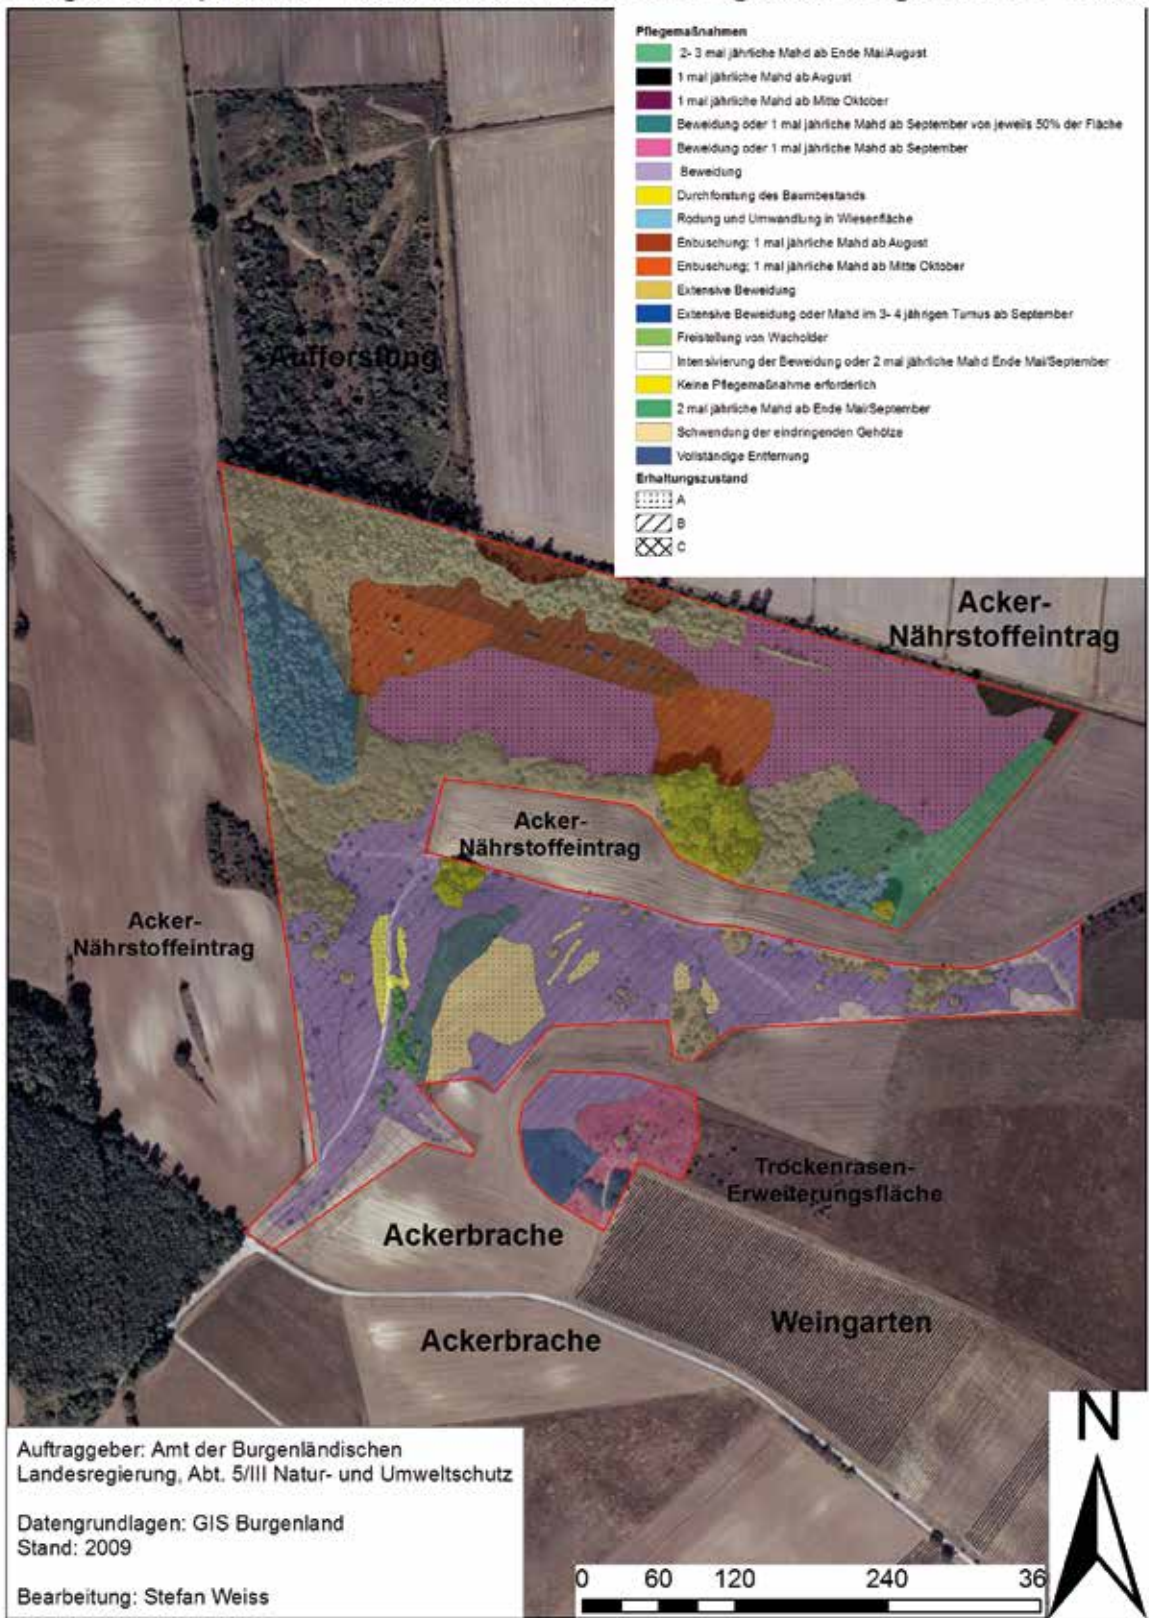 Pflegemaßnahmen
2- 3 mal jährliche Mahd ab Ende Mai/August
1 mal jährliche Mahd ab August
1 mal jährliche Mahd ab Mitte Oktober
Beweidung oder 1 mal jährliche Mahd ab September von jeweils 50% der Fläche
Beweidung oder 1 mal jährliche Mahd ab September
Beweidung
Durchforstung des Baumbestands
Rodung und Umwandlung in Wiesenfläche
Enbuschung; 1 mal jährliche Mahd ab August
Enbuschung; 1 mal jährliche Mahd ab Mitte Oktober
Extensive Beweidung
Extensive Beweidung oder Mahd im 3- 4 jährigen Turnus ab September
Freistellung von Wacholder
Intensivierung der Beweidung oder 2 mal jährliche Mahd Ende Mai/September
Keine Pflegemaßnahme erforderlich
2 mal jährliche Mahd ab Ende Mai/September
Schwendung der eindringenden Gehölze
Vollständige Entfernung
Erhaltungszustand
A
B
C
Aufforstung
Acker-
Nährstoffeintrag
Acker-
Nährstoffeintrag
Acker-
Nährstoffeintrag
Trockenrasen-
Erweiterungsfläche
Ackerbrache
Weingarten
Ackerbrache
Auftraggeber: Amt der Burgenländischen
Landesregierung, Abt. 5/III Natur- und Umweltschutz
Datengrundlagen: GIS Burgenland
Stand: 2009
Bearbeitung: Stefan Weiss
N
0 60 120 240 36